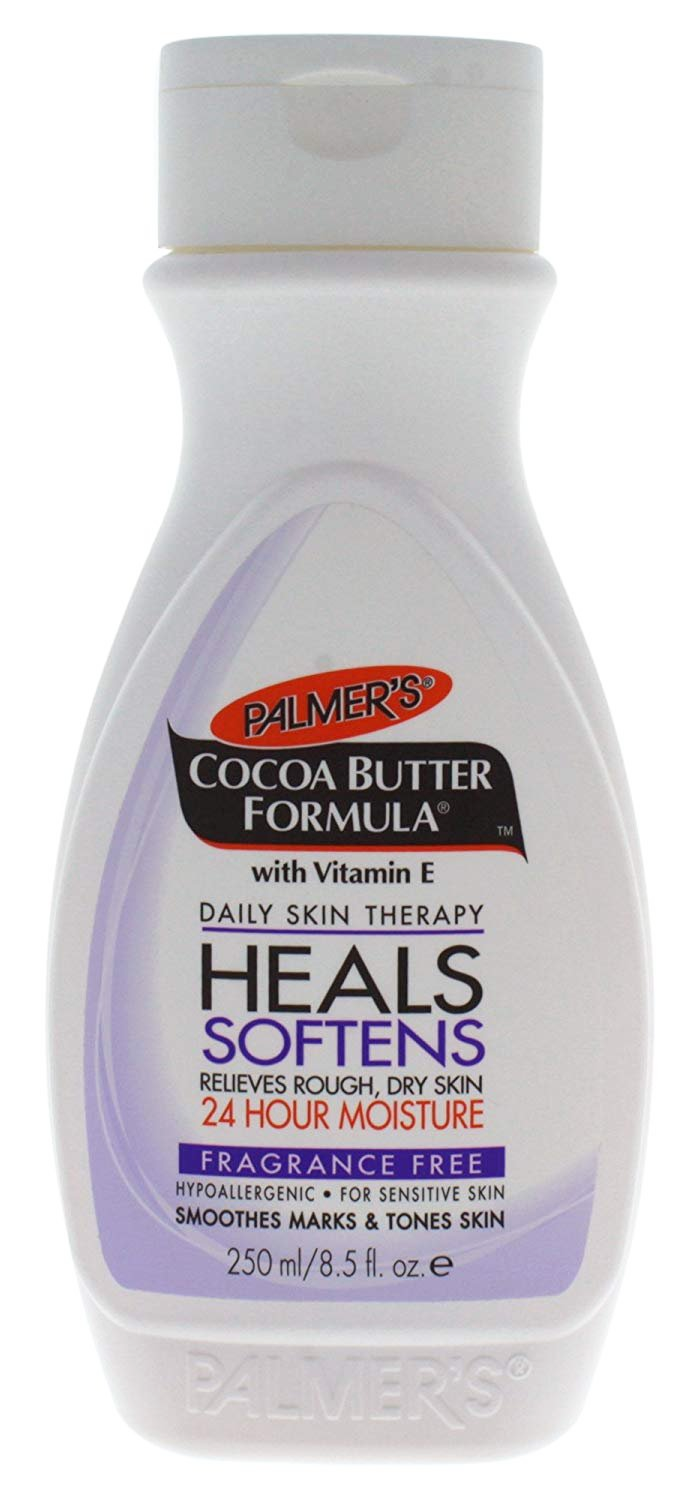 PALMER'S®
COCOA BUTTER
FORMULA® ™
with Vitamin E
DAILY SKIN THERAPY
HEALS
SOFTENS
RELIEVES ROUGH, DRY SKIN
24 HOUR MOISTURE
FRAGRANCE FREE
HYPOALLERGENIC • FOR SENSITIVE SKIN
SMOOTHES MARKS & TONES SKIN
250 ml/8.5 fl. oz. ℮
PALMER'S®